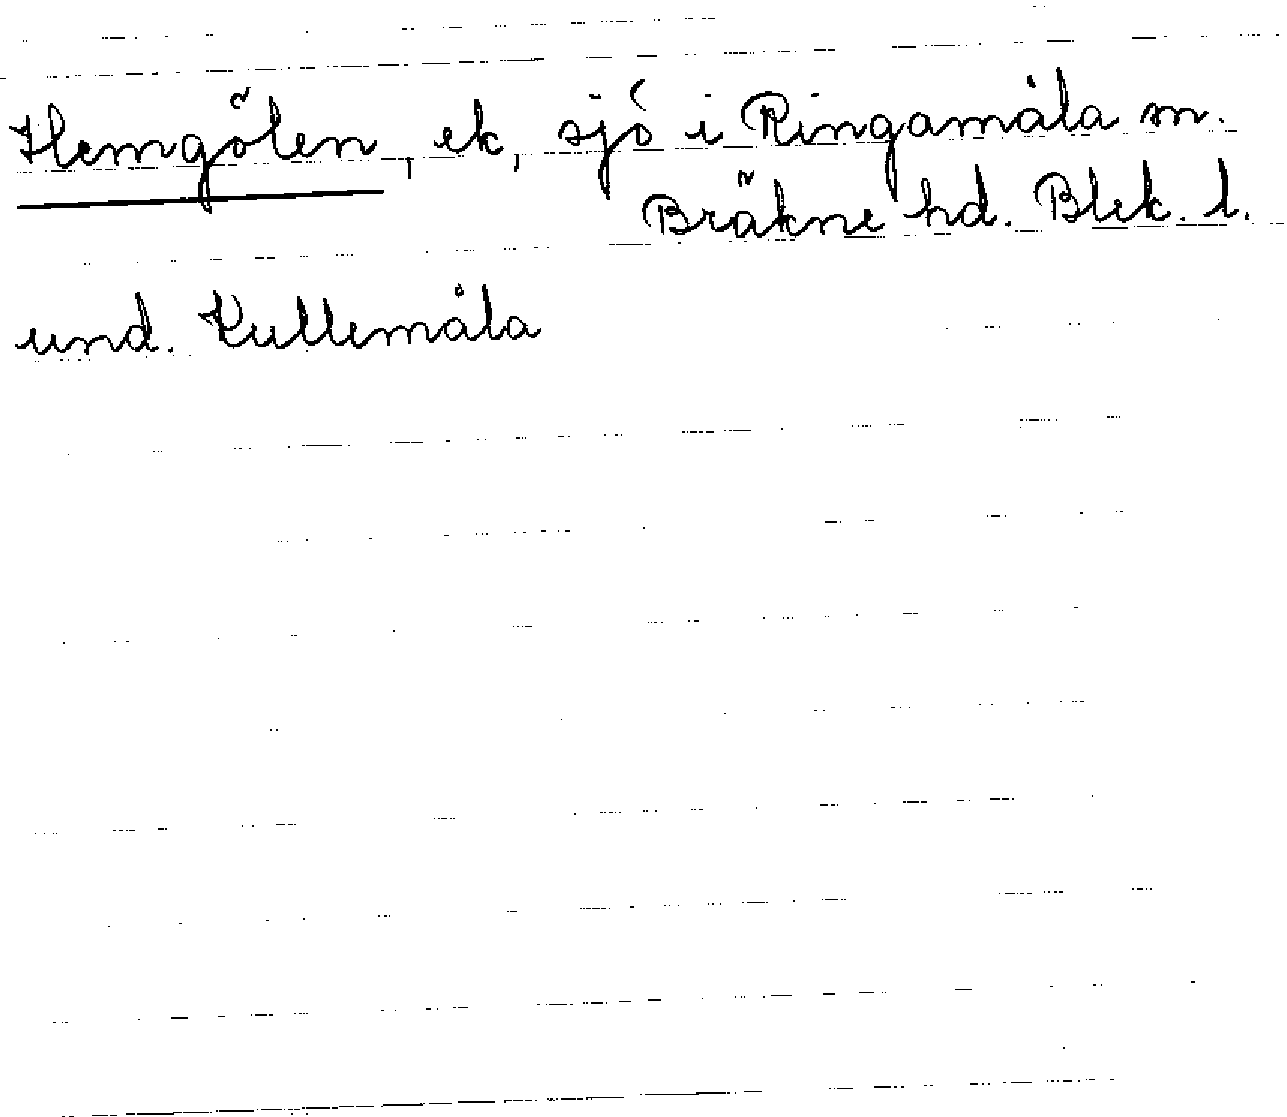 Hemgölen, ek, sjö i Ringamåla sn.
Bräkne hd. Blek. l.
und. Kullemåla